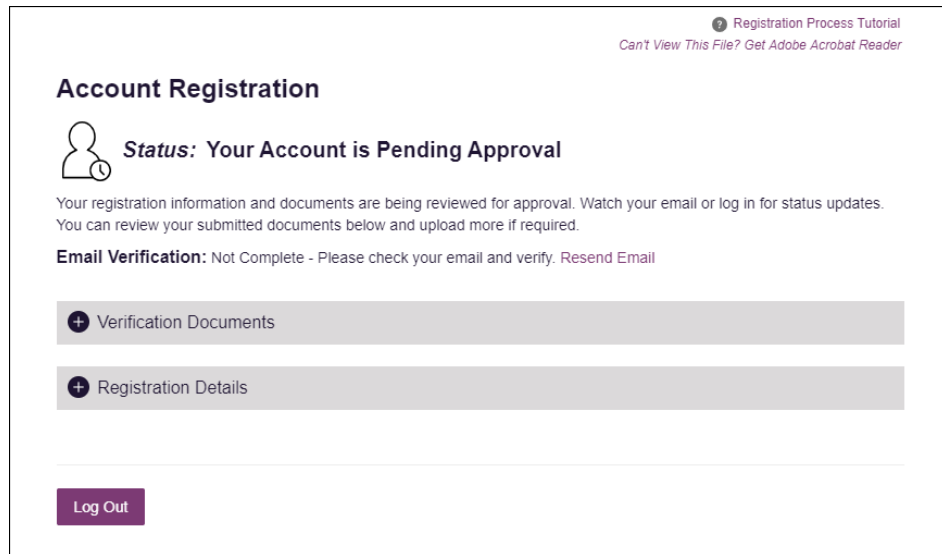 Registration Process Tutorial
Can't View This File? Get Adobe Acrobat Reader
Account Registration
Status: Your Account is Pending Approval
Your registration information and documents are being reviewed for approval. Watch your email or log in for status updates.
You can review your submitted documents below and upload more if required.
Email Verification: Not Complete - Please check your email and verify. Resend Email
Verification Documents
Registration Details
Log Out